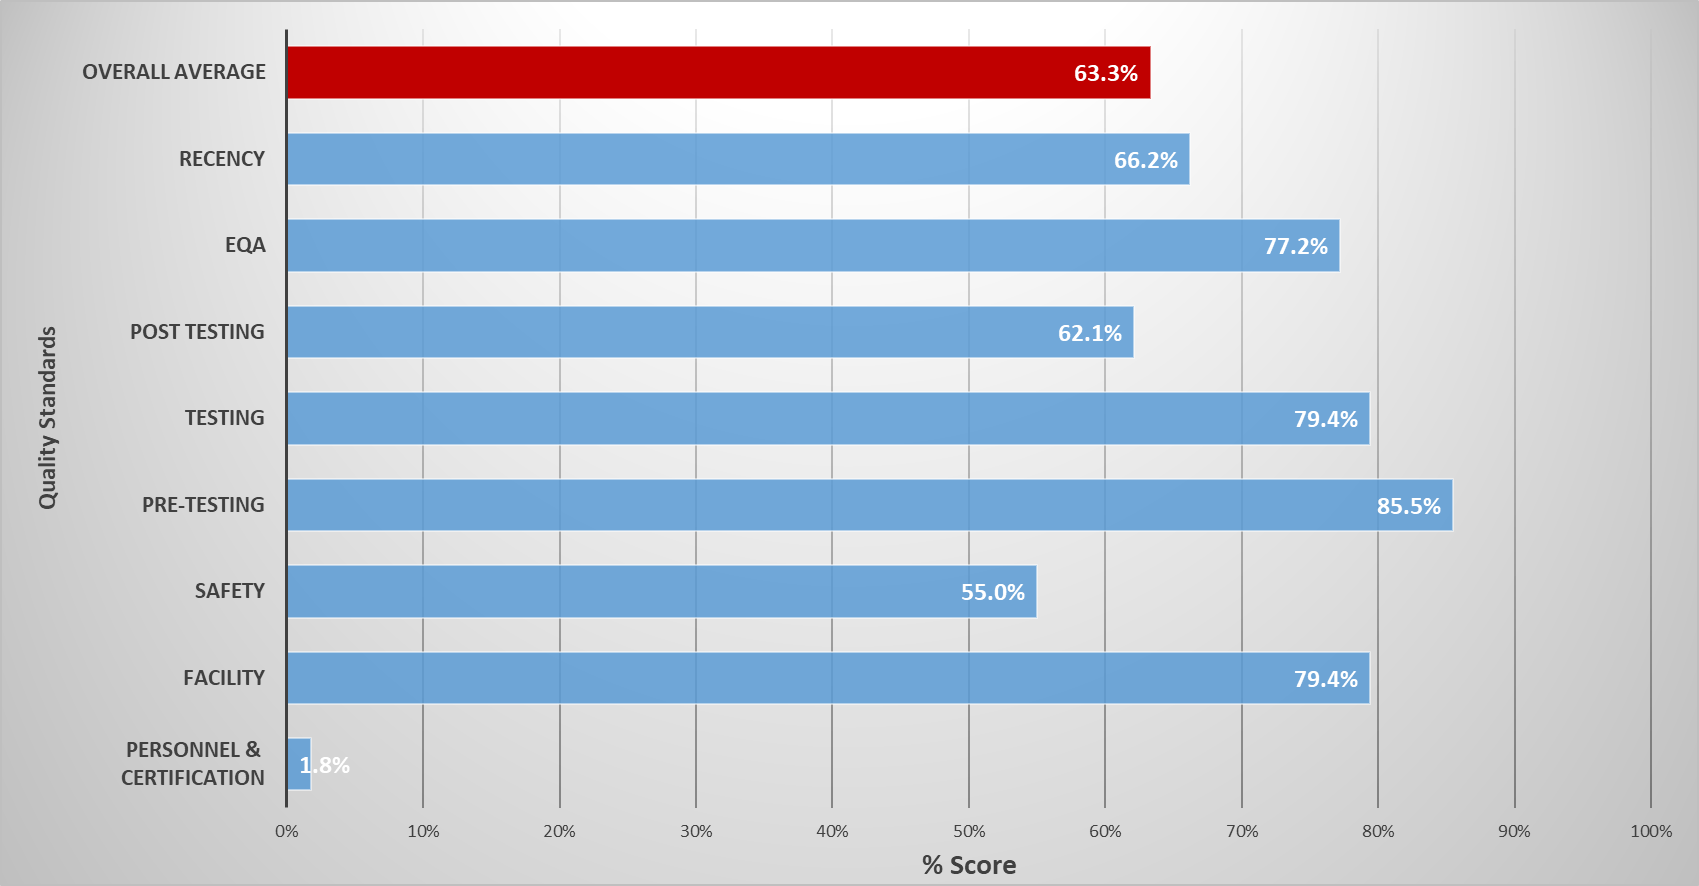 OVERALL AVERAGE
63.3%
RECENCY
66.2%
EQA
77.2%
POST TESTING
62.1%
TESTING
79.4%
PRE-TESTING
85.5%
SAFETY
55.0%
FACILITY
79.4%
PERSONNEL &
CERTIFICATION
1.8%
Quality Standards
0%
10%
20%
30%
40%
50%
60%
70%
80%
90%
100%
% Score